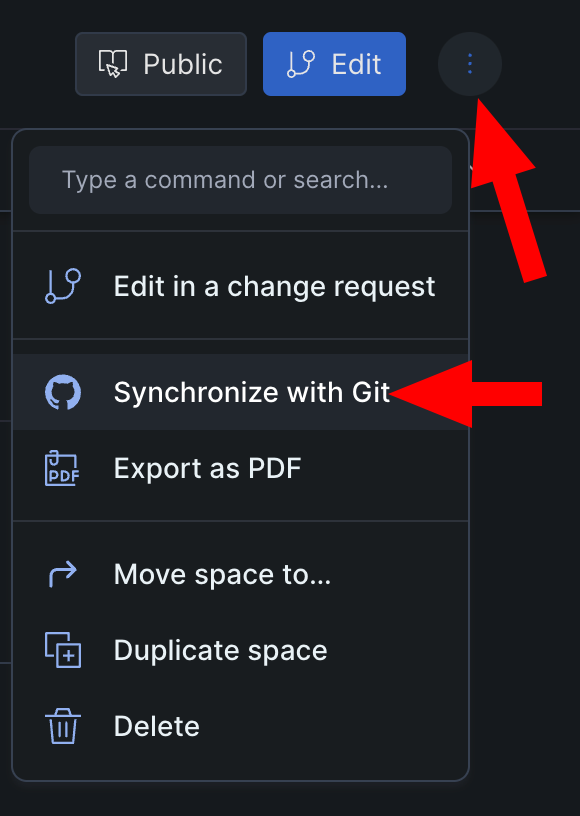 Public
Edit
Type a command or search...
Edit in a change request
Synchronize with Git
PDF
Export as PDF
Move space to...
Duplicate space
Delete